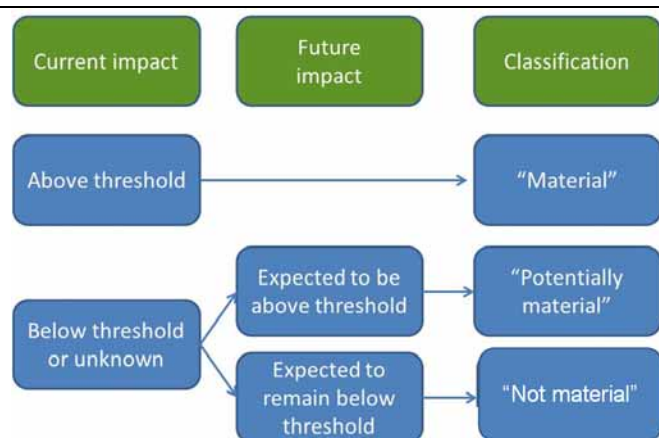 Current impact
Future
impact
Classification
Above threshold
“Material”
Below threshold
or unknown
Expected to be
above threshold
“Potentially
material”
Expected to
remain below
threshold
“Not material”